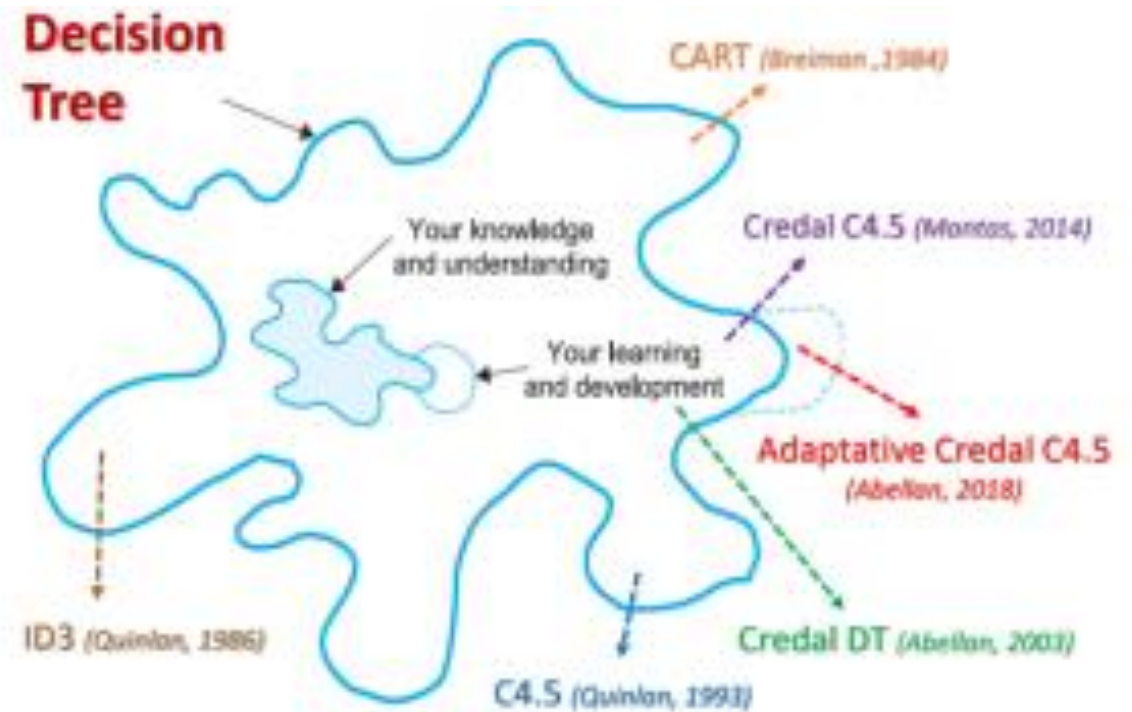 Decision
Tree
CART (Breiman ,1984)
Your knowledge
and understanding
Credal C4.5 (Mantas, 2014)
Your learning
and development
Adaptative Credal C4.5
(Abellan, 2018)
ID3 (Quinlan, 1986)
Credal DT (Abellan, 2003)
C4.5 (Quinlan, 1993)